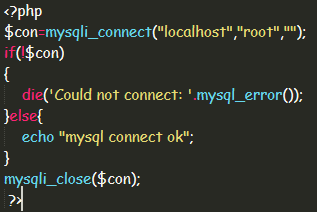 <?php
$con=mysqli_connect("localhost","root","");
if(!$con)
{
    die('Could not connect: '.mysql_error());
}else{
    echo "mysql connect ok";
}
mysqli_close($con);
 ?>